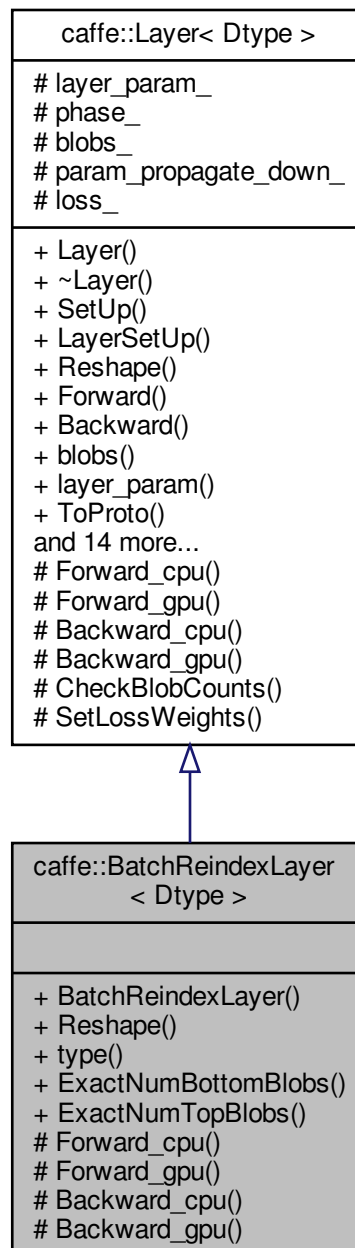 caffe::Layer< Dtype >
# layer_param_
# phase_
# blobs_
# param_propagate_down_
# loss_
+ Layer()
+ ~Layer()
+ SetUp()
+ LayerSetUp()
+ Reshape()
+ Forward()
+ Backward()
+ blobs()
+ layer_param()
+ ToProto()
and 14 more...
# Forward_cpu()
# Forward_gpu()
# Backward_cpu()
# Backward_gpu()
# CheckBlobCounts()
# SetLossWeights()
caffe::BatchReindexLayer
< Dtype >
+ BatchReindexLayer()
+ Reshape()
+ type()
+ ExactNumBottomBlobs()
+ ExactNumTopBlobs()
# Forward_cpu()
# Forward_gpu()
# Backward_cpu()
# Backward_gpu()